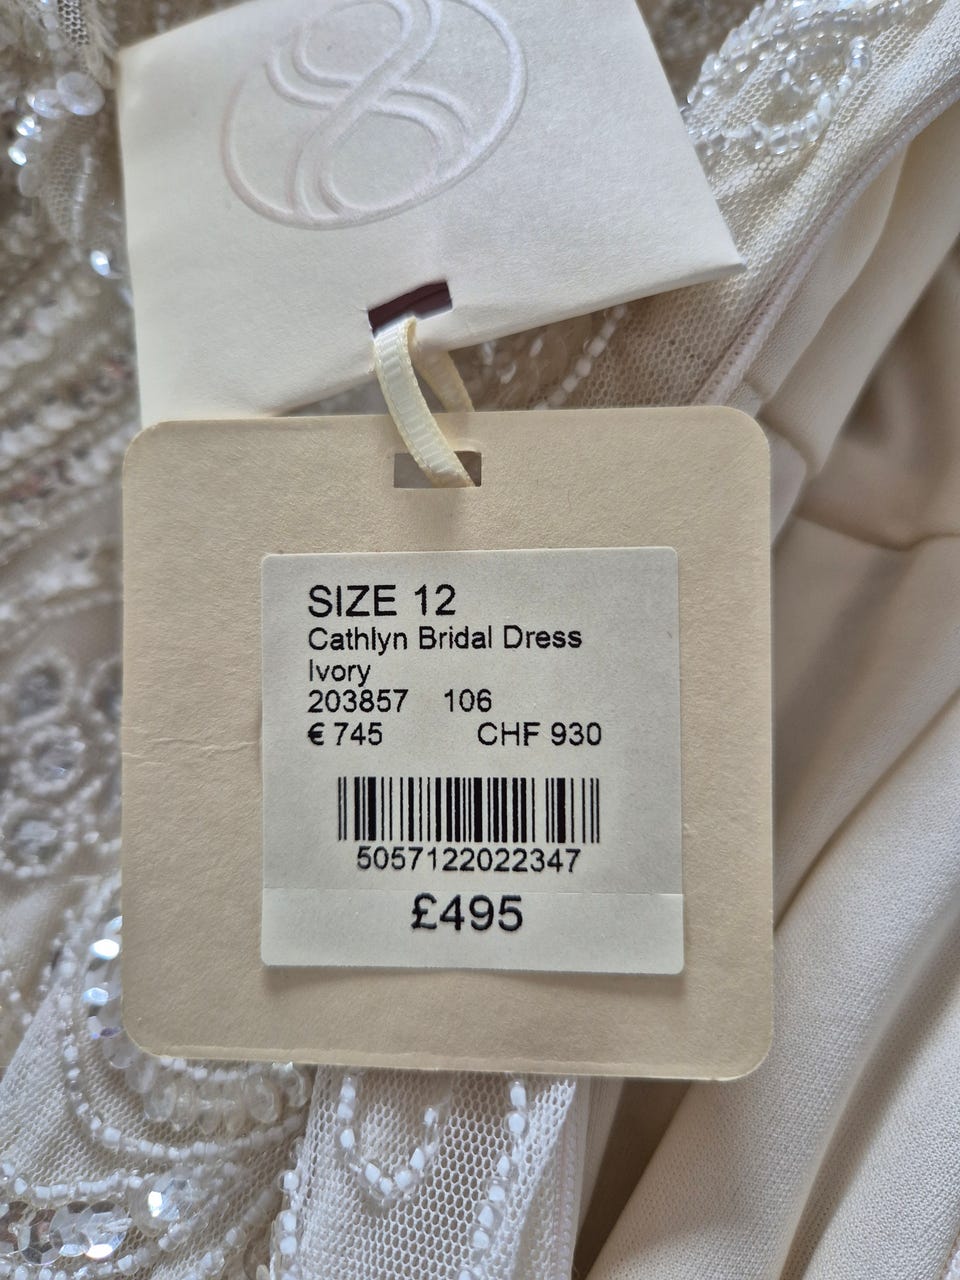 SIZE 12
Cathlyn Bridal Dress
Ivory
203857 106
€ 745 CHF 930
5057122022347
£495